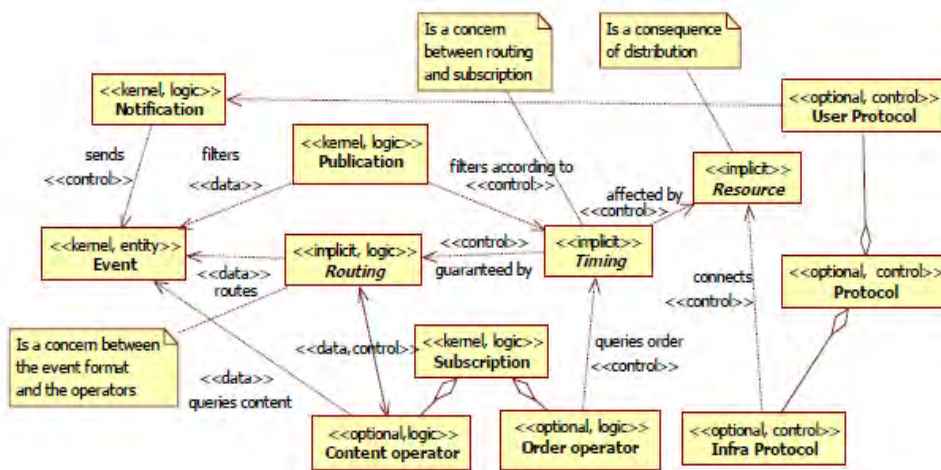 Is a concern
between routing
and subscription
Is a consequence
of distribution
<<kernel, logic>>
Notification
<<optional, control>>
User Protocol
<<kernel, logic>>
Publication
sends
<<control>>
filters
<<data>>
filters according to
<<control>>
<<implicit>>
Resource
affected by
<<control>>
<<kernel, entity>>
Event
<<implicit, logic>>
Routing
<<control>>
guaranteed by
<<implicit>>
Timing
<<data>>
routes
connects
<<control>>
<<optional, control>>
Protocol
Is a concern between
the event format
and the operators
<<data,control>>
<<kernel, logic>>
Subscription
queries order
<<control>>
<<data>>
queries content
<<optional,logic>>
Content operator
<<optional, logic>>
Order operator
<<optional, control>>
Infra Protocol